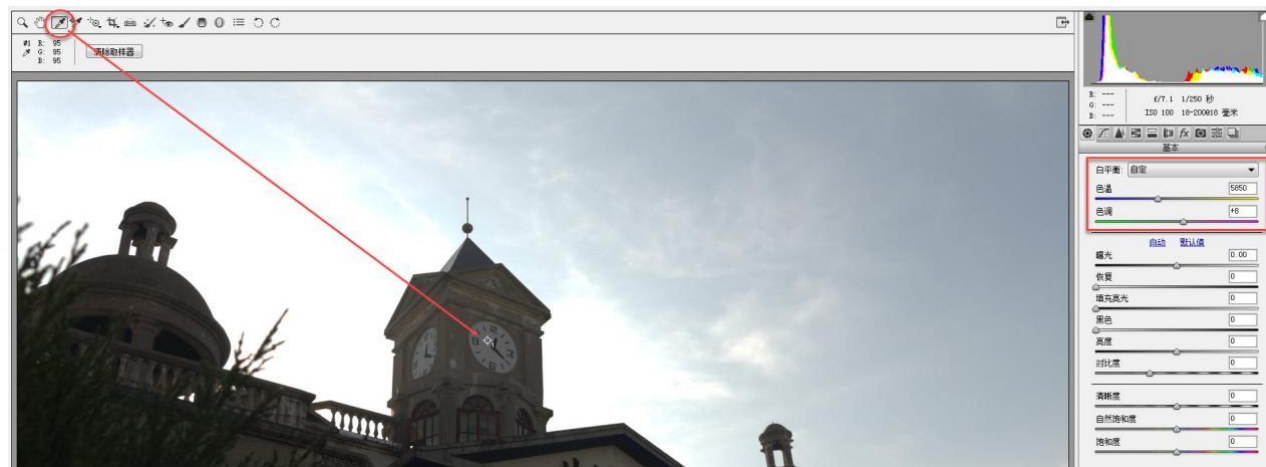 #1 R: 95
G: 95
B: 95
清除取样器
R: ---
G: ---
B: ---
f/7.1 1/250 秒
ISO 100 18-200@18 毫米
fx
基本
白平衡: 自定
色温 5850
色调 +8
自动 默认值
曝光 0.00
恢复 0
填充亮光 0
黑色 0
亮度 0
对比度 0
清晰度 0
自然饱和度 0
饱和度 0
12